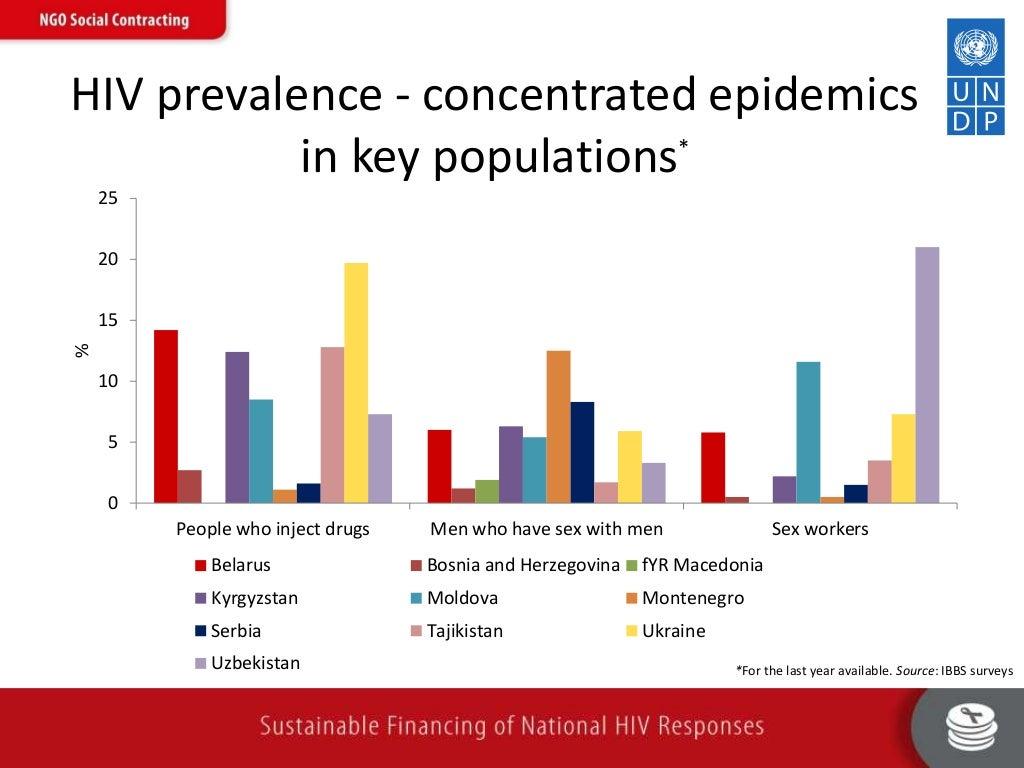 NGO Social Contracting
U N
D P
HIV prevalence - concentrated epidemics
in key populations*
25
20
15
10
5
0
%
People who inject drugs
Men who have sex with men
Sex workers
Belarus
Bosnia and Herzegovina
fYR Macedonia
Kyrgyzstan
Moldova
Montenegro
Serbia
Tajikistan
Ukraine
Uzbekistan
*For the last year available. Source: IBBS surveys
Sustainable Financing of National HIV Responses